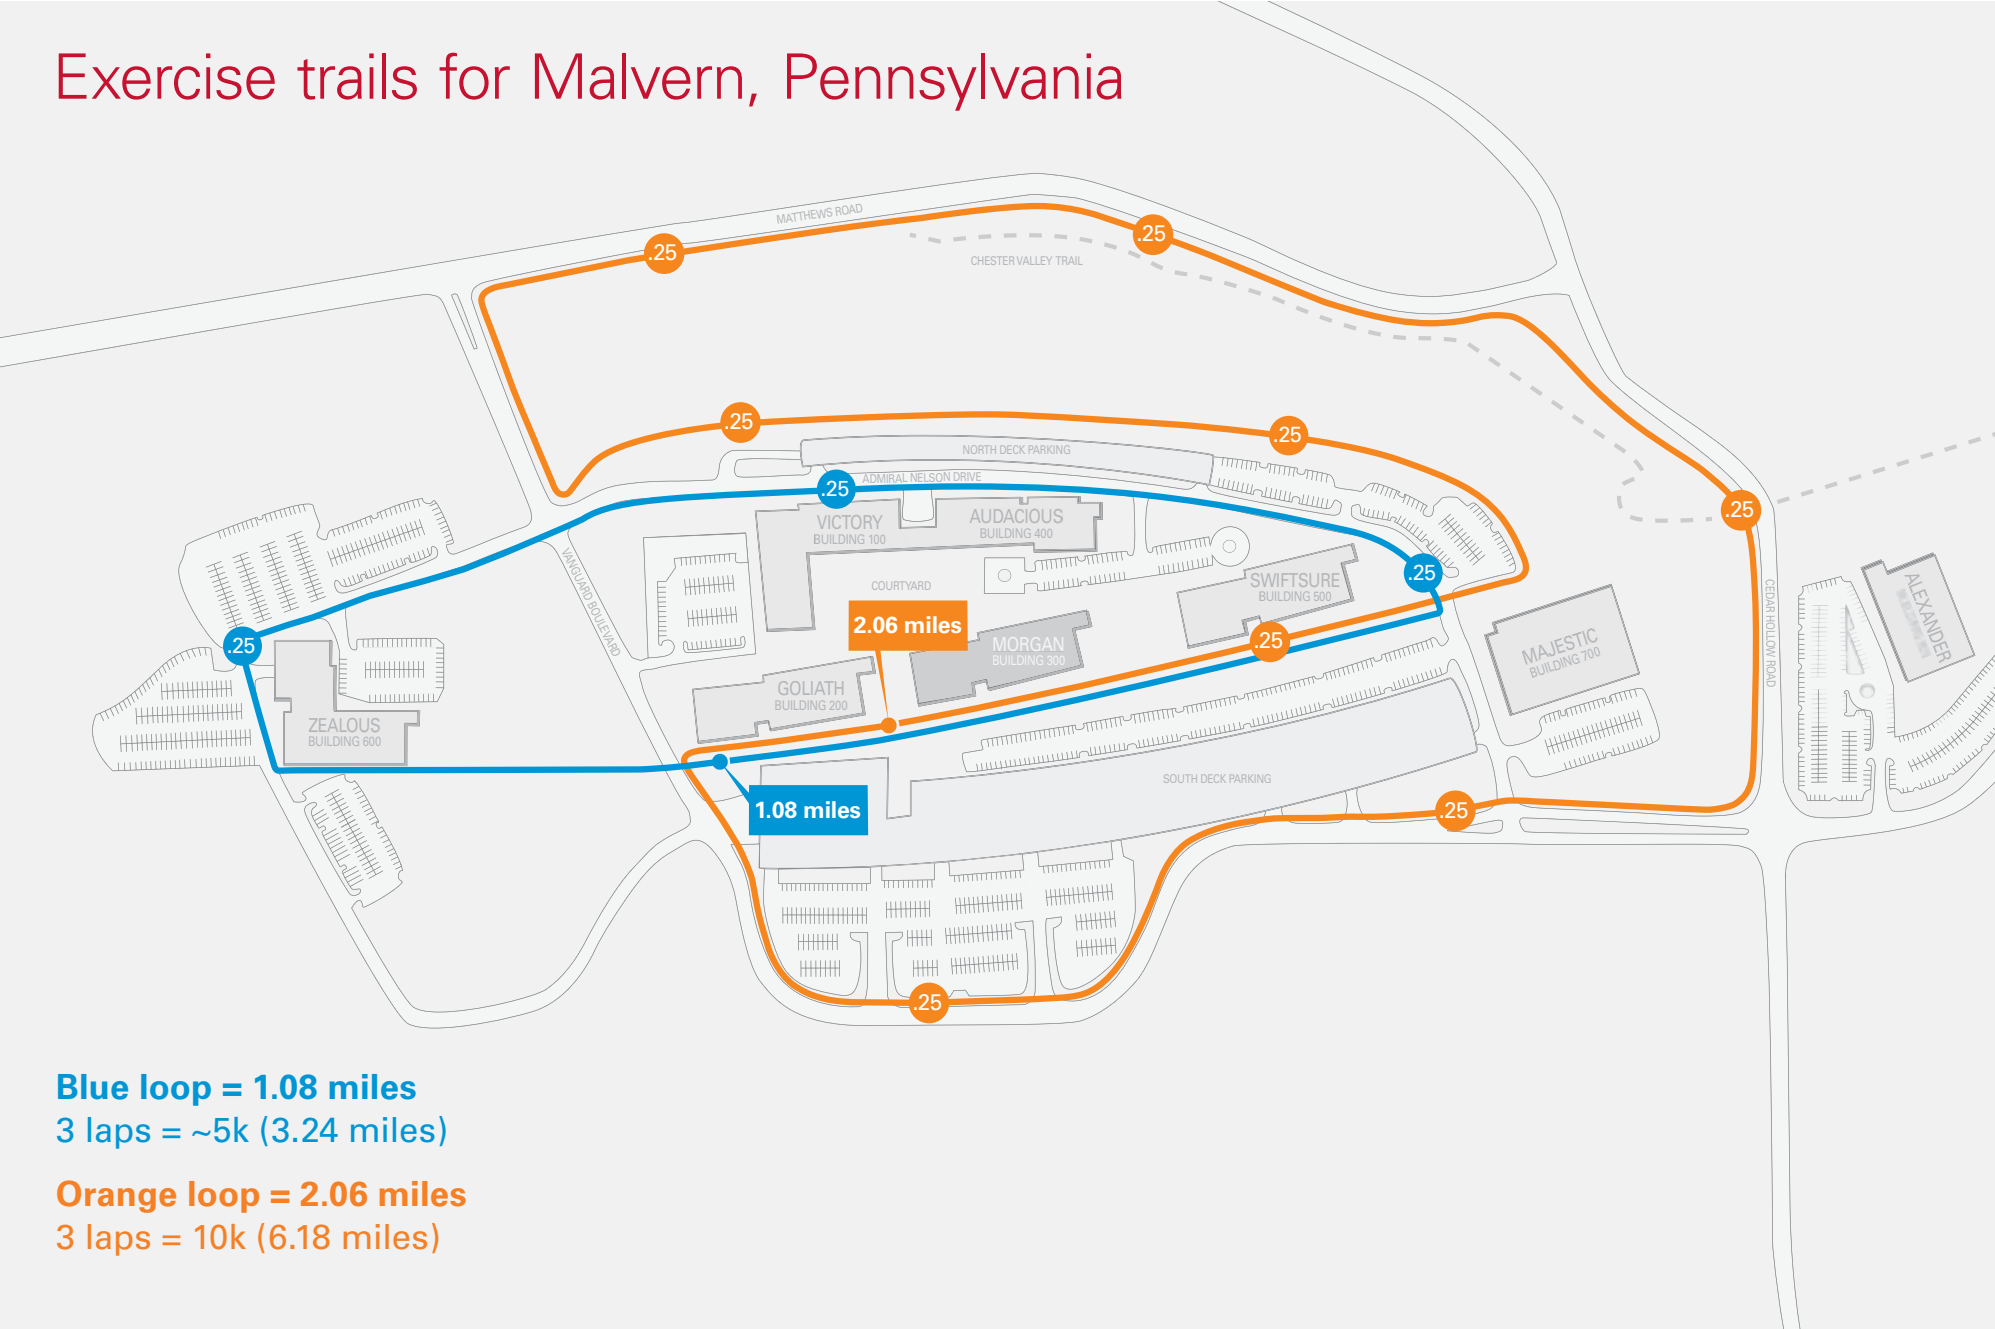 Exercise trails for Malvern, Pennsylvania
MATTHEWS ROAD
.25
.25
CHESTER VALLEY TRAIL
.25
.25
NORTH DECK PARKING
ADMIRAL NELSON DRIVE
.25
.25
VICTORY
BUILDING 100
AUDACIOUS
BUILDING 400
VANGUARD BOULEVARD
COURTYARD
.25
SWIFTSURE
BUILDING 500
CEDAR HOLLOW ROAD
ALEXANDER
2.06 miles
.25
MORGAN
BUILDING 300
.25
MAJESTIC
BUILDING 700
GOLIATH
BUILDING 200
ZEALOUS
BUILDING 600
SOUTH DECK PARKING
1.08 miles
.25
.25
Blue loop = 1.08 miles
3 laps = ~5k (3.24 miles)
Orange loop = 2.06 miles
3 laps = 10k (6.18 miles)